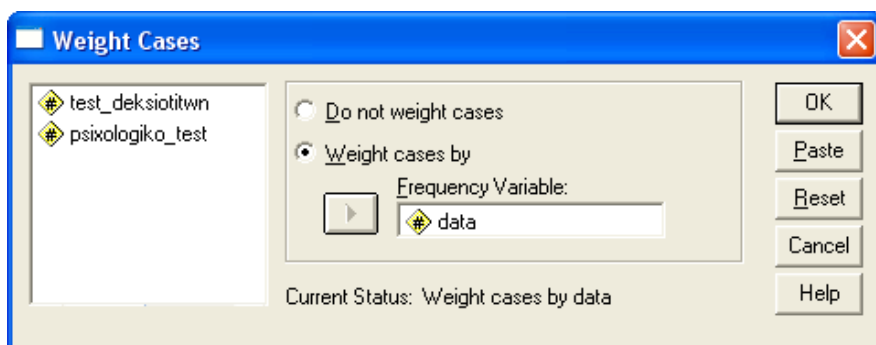 Weight Cases
test_deksiotitwn
psixologiko_test
Do not weight cases
Weight cases by
Frequency Variable:
data
Current Status: Weight cases by data
OK
Paste
Reset
Cancel
Help